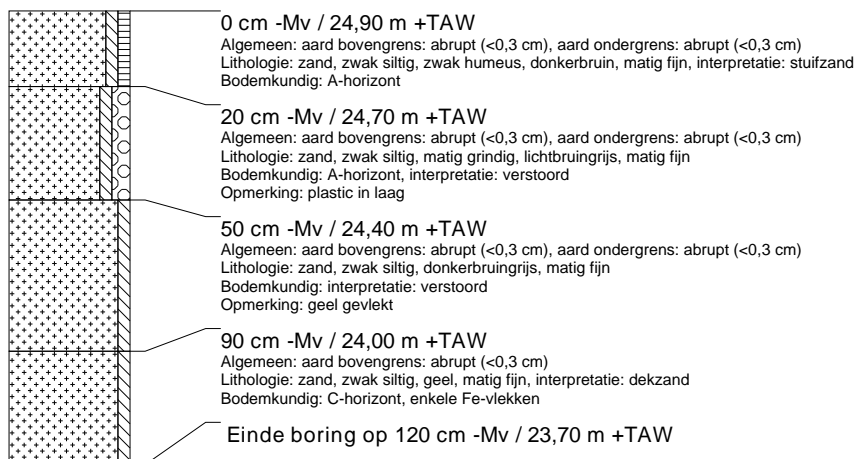 0 cm -Mv / 24,90 m +TAW
Algemeen: aard bovengrens: abrupt (<0,3 cm), aard ondergrens: abrupt (<0,3 cm)
Lithologie: zand, zwak siltig, zwak humeus, donkerbruin, matig fijn, interpretatie: stuifzand
Bodemkundig: A-horizont
20 cm -Mv / 24,70 m +TAW
Algemeen: aard bovengrens: abrupt (<0,3 cm), aard ondergrens: abrupt (<0,3 cm)
Lithologie: zand, zwak siltig, matig grindig, lichtbruingrijs, matig fijn
Bodemkundig: A-horizont, interpretatie: verstoord
Opmerking: plastic in laag
50 cm -Mv / 24,40 m +TAW
Algemeen: aard bovengrens: abrupt (<0,3 cm), aard ondergrens: abrupt (<0,3 cm)
Lithologie: zand, zwak siltig, donkerbruingrijs, matig fijn
Bodemkundig: interpretatie: verstoord
Opmerking: geel gevlekt
90 cm -Mv / 24,00 m +TAW
Algemeen: aard bovengrens: abrupt (<0,3 cm)
Lithologie: zand, zwak siltig, geel, matig fijn, interpretatie: dekzand
Bodemkundig: C-horizont, enkele Fe-vlekken
Einde boring op 120 cm -Mv / 23,70 m +TAW